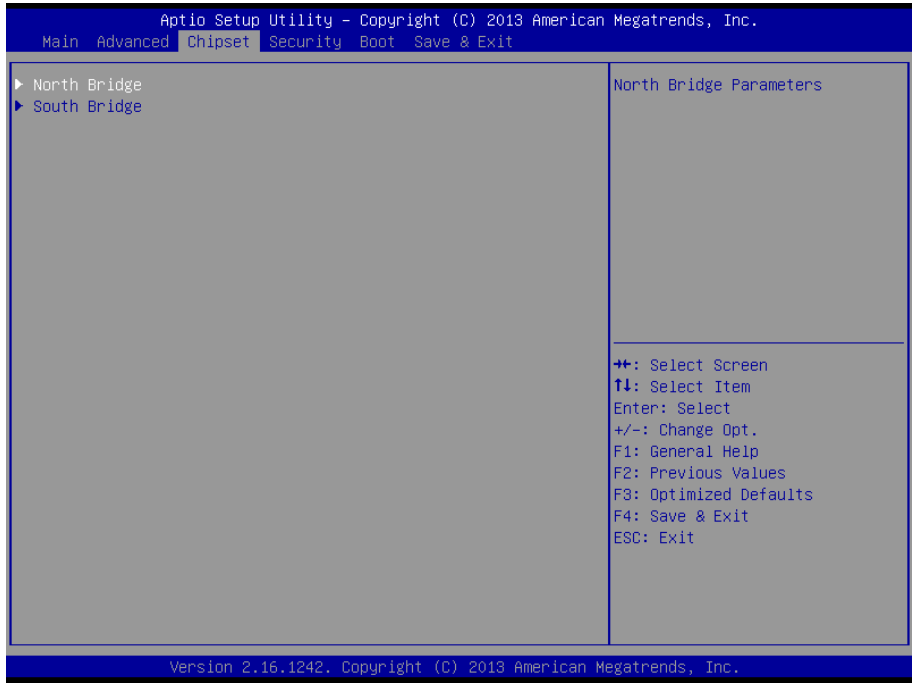 Aptio Setup Utility – Copyright (C) 2013 American Megatrends, Inc.
Main Advanced Chipset Security Boot Save & Exit
▶ North Bridge
▶ South Bridge
North Bridge Parameters
→←: Select Screen
↑↓: Select Item
Enter: Select
+/-: Change Opt.
F1: General Help
F2: Previous Values
F3: Optimized Defaults
F4: Save & Exit
ESC: Exit
Version 2.16.1242. Copyright (C) 2013 American Megatrends, Inc.